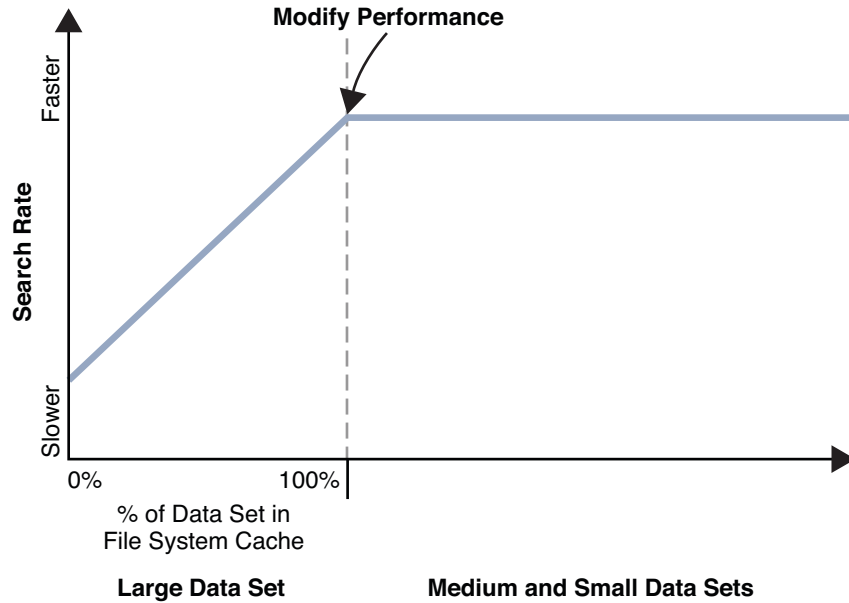 Modify Performance
Faster
Search Rate
Slower
0%
100%
% of Data Set in
File System Cache
Large Data Set
Medium and Small Data Sets